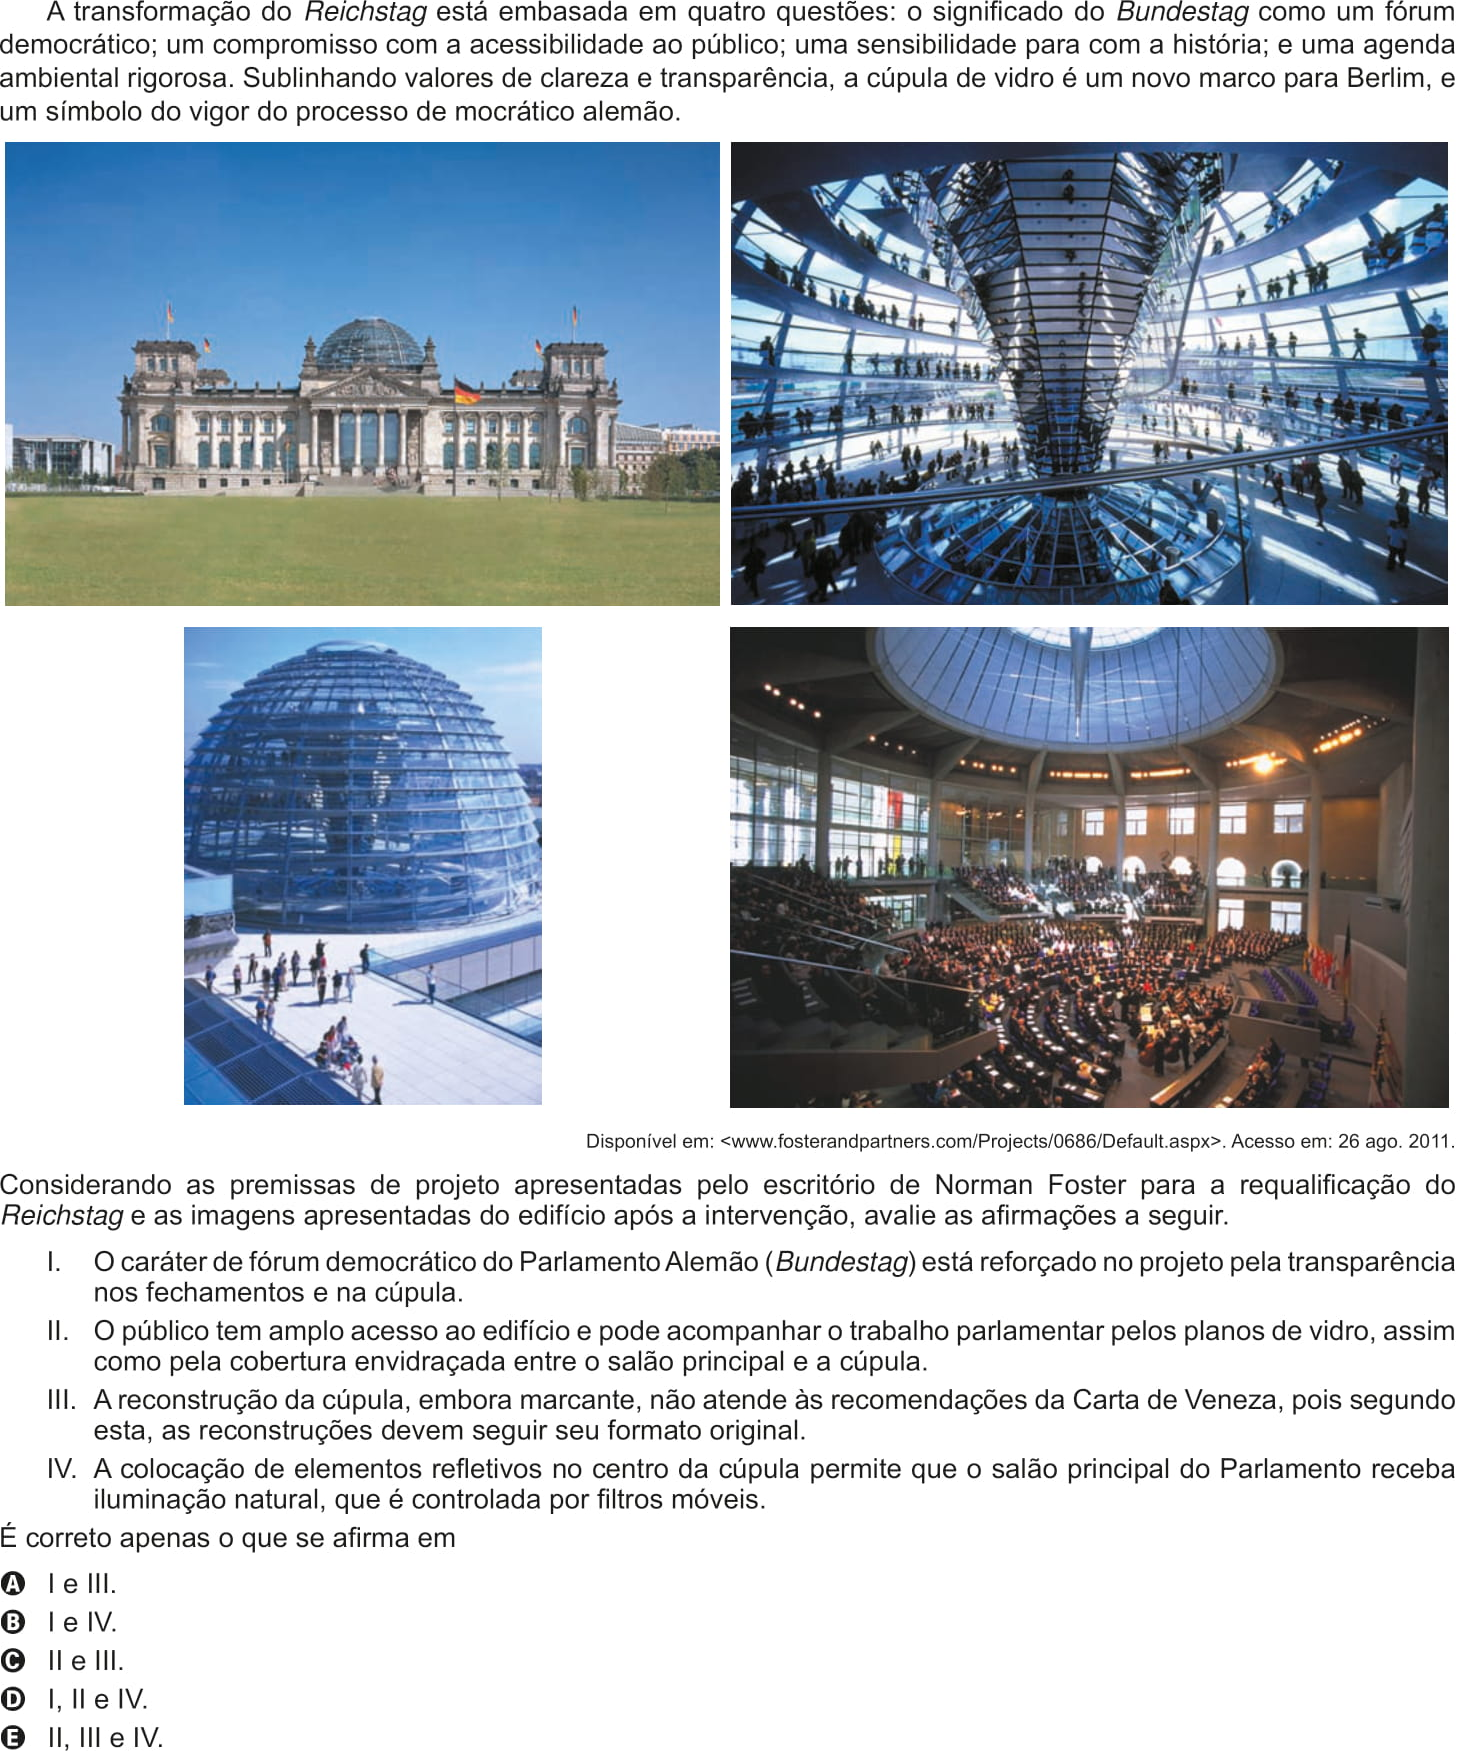 A transformação do Reichstag está embasada em quatro questões: o significado do Bundestag como um fórum
democrático; um compromisso com a acessibilidade ao público; uma sensibilidade para com a história; e uma agenda
ambiental rigorosa. Sublinhando valores de clareza e transparência, a cúpula de vidro é um novo marco para Berlim, e
um símbolo do vigor do processo de mocrático alemão.
Disponível em: <www.fosterandpartners.com/Projects/0686/Default.aspx>. Acesso em: 26 ago. 2011.
Considerando as premissas de projeto apresentadas pelo escritório de Norman Foster para a requalificação do
Reichstag e as imagens apresentadas do edifício após a intervenção, avalie as afirmações a seguir.
I. O caráter de fórum democrático do Parlamento Alemão (Bundestag) está reforçado no projeto pela transparência
nos fechamentos e na cúpula.
II. O público tem amplo acesso ao edifício e pode acompanhar o trabalho parlamentar pelos planos de vidro, assim
como pela cobertura envidraçada entre o salão principal e a cúpula.
III. A reconstrução da cúpula, embora marcante, não atende às recomendações da Carta de Veneza, pois segundo
esta, as reconstruções devem seguir seu formato original.
IV. A colocação de elementos refletivos no centro da cúpula permite que o salão principal do Parlamento receba
iluminação natural, que é controlada por filtros móveis.
É correto apenas o que se afirma em
A I e III.
B I e IV.
C II e III.
D I, II e IV.
E II, III e IV.